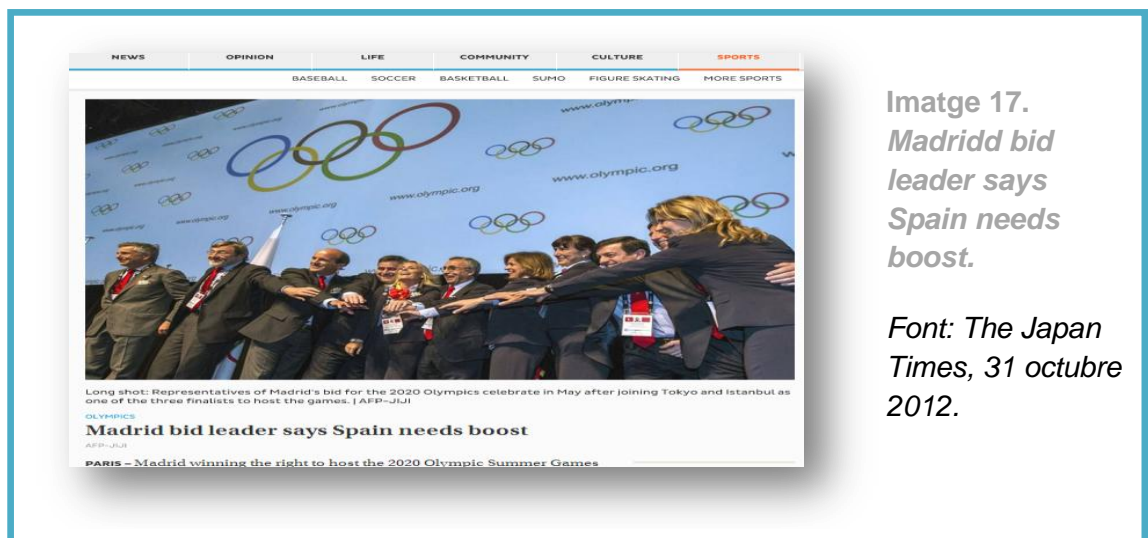 NEWS OPINION LIFE COMMUNITY CULTURE SPORTS
BASEBALL SOCCER BASKETBALL SUMO FIGURE SKATING MORE SPORTS
www.olympic.org
www.olympic.org
www.olympic.org
Long shot: Representatives of Madrid's bid for the 2020 Olympics celebrate in May after joining Tokyo and Istanbul as
one of the three finalists to host the games. | AFP-JIJI
OLYMPICS
Madrid bid leader says Spain needs boost
AFP-JIJI
PARIS – Madrid winning the right to host the 2020 Olympic Summer Games
Imatge 17.
Madridd bid
leader says
Spain needs
boost.
Font: The Japan
Times, 31 octubre
2012.